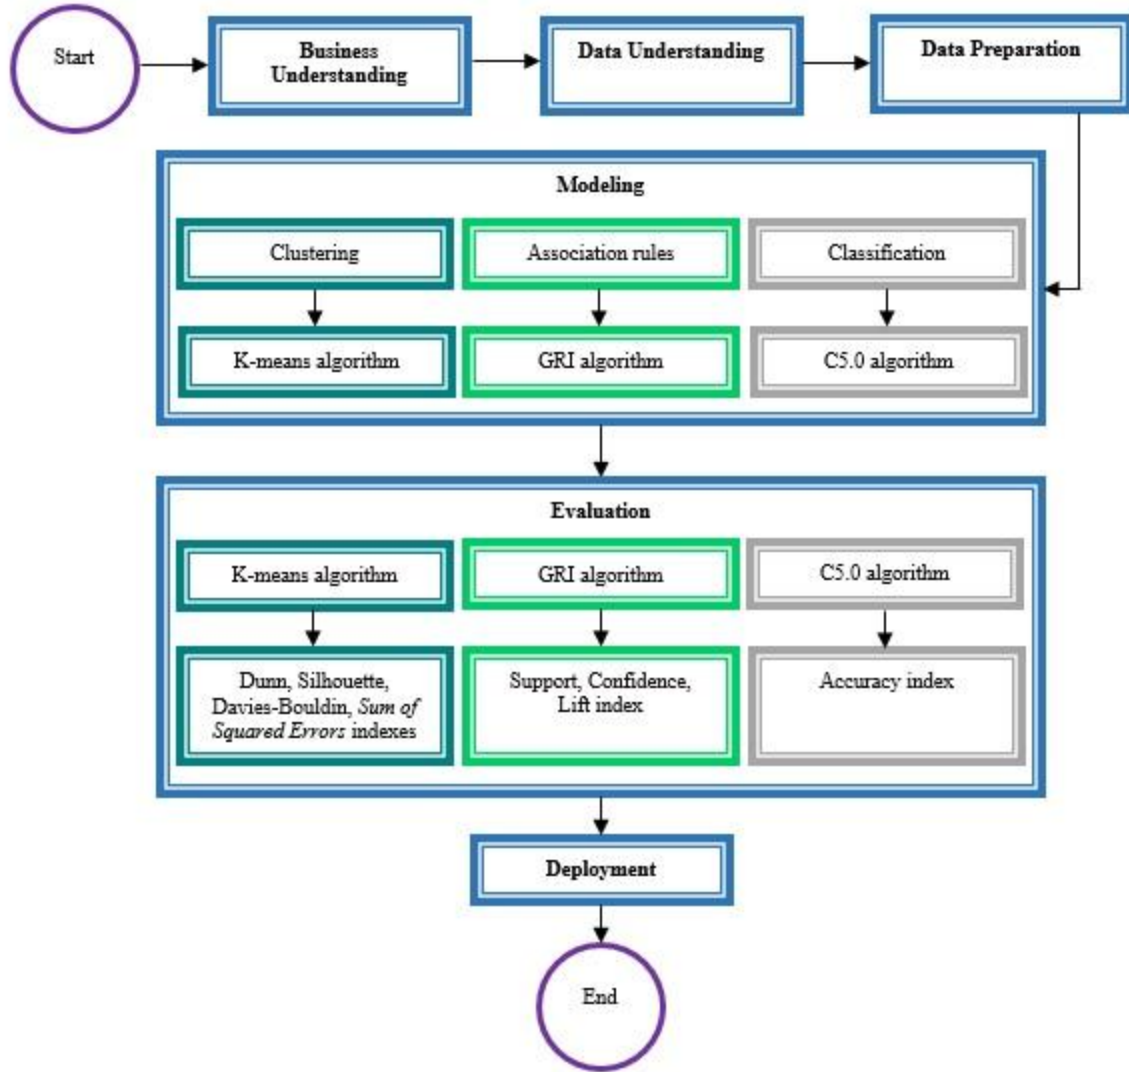 Start
Business
Understanding
Data Understanding
Data Preparation
Modeling
Clustering
Association rules
Classification
K-means algorithm
GRI algorithm
C5.0 algorithm
Evaluation
K-means algorithm
GRI algorithm
C5.0 algorithm
Dunn, Silhouette,
Davies-Bouldin, Sum of
Squared Errors indexes
Support, Confidence,
Lift index
Accuracy index
Deployment
End